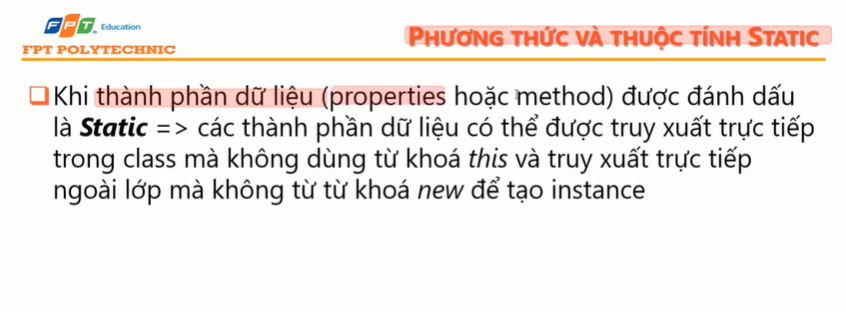 FPT Education
FPT POLYTECHNIC
PHƯƠNG THỨC VÀ THUỘC TÍNH STATIC
Khi thành phần dữ liệu (properties hoặc method) được đánh dấu
là Static => các thành phần dữ liệu có thể được truy xuất trực tiếp
trong class mà không dùng từ khoá this và truy xuất trực tiếp
ngoài lớp mà không từ từ khoá new để tạo instance